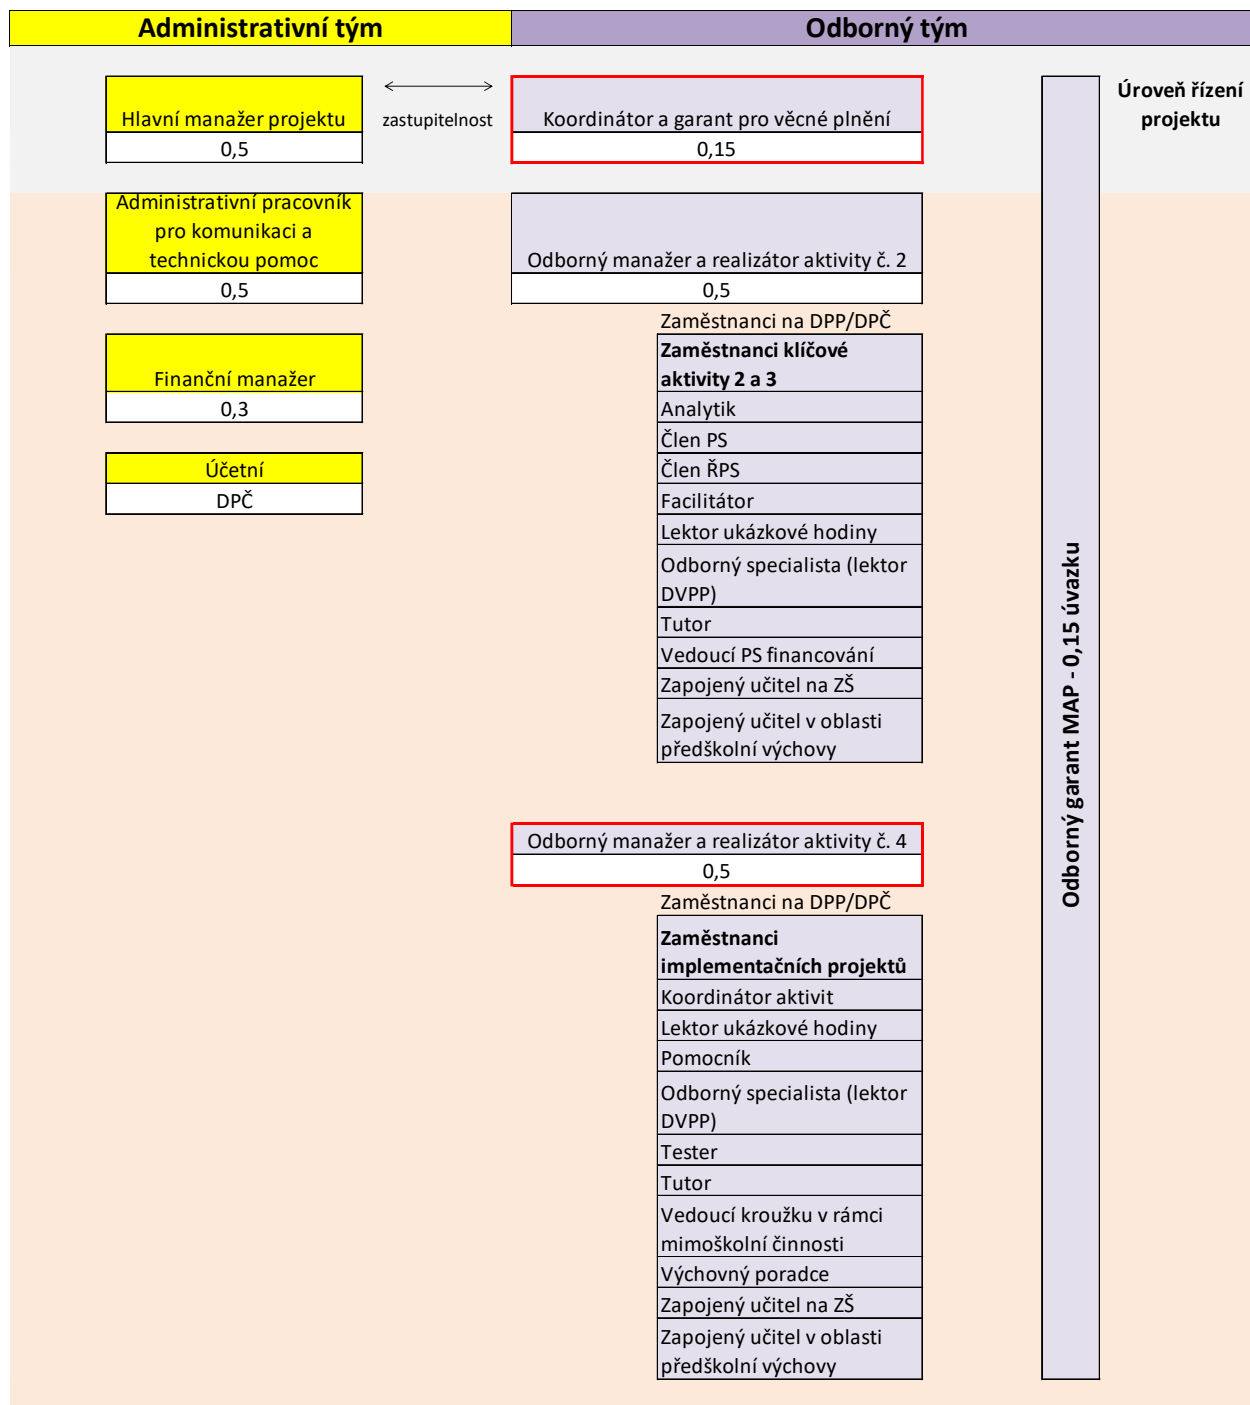 Administrativní tým
Odborný tým
Hlavní manažer projektu
0,5
zastupitelnost
Koordinátor a garant pro věcné plnění
0,15
Úroveň řízení
projektu
Administrativní pracovník
pro komunikaci a
technickou pomoc
0,5
Odborný manažer a realizátor aktivity č. 2
0,5
Finanční manažer
0,3
Účetní
DPČ
Zaměstnanci na DPP/DPČ
Zaměstnanci klíčové
aktivity 2 a 3
Analytik
Člen PS
Člen ŘPS
Facilitátor
Lektor ukázkové hodiny
Odborný specialista (lektor
DVPP)
Tutor
Vedoucí PS financování
Zapojený učitel na ZŠ
Zapojený učitel v oblasti
předškolní výchovy
Odborný manažer a realizátor aktivity č. 4
0,5
Zaměstnanci na DPP/DPČ
Zaměstnanci
implementačních projektů
Koordinátor aktivit
Lektor ukázkové hodiny
Pomocník
Odborný specialista (lektor
DVPP)
Tester
Tutor
Vedoucí kroužku v rámci
mimoškolní činnosti
Výchovný poradce
Zapojený učitel na ZŠ
Zapojený učitel v oblasti
předškolní výchovy
Odborný garant MAP - 0,15 úvazku